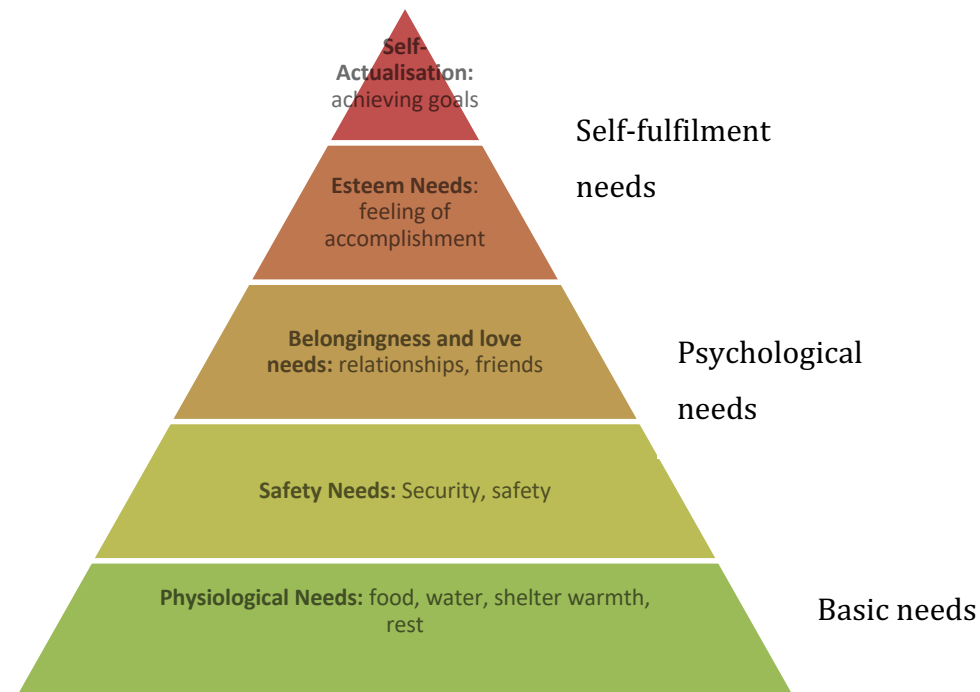 Self-
Actualisation:
achieving goals
Self-fulfilment
needs
Esteem Needs:
feeling of
accomplishment
Belongingness and love
needs: relationships, friends
Psychological
needs
Safety Needs: Security, safety
Physiological Needs: food, water, shelter warmth,
rest
Basic needs